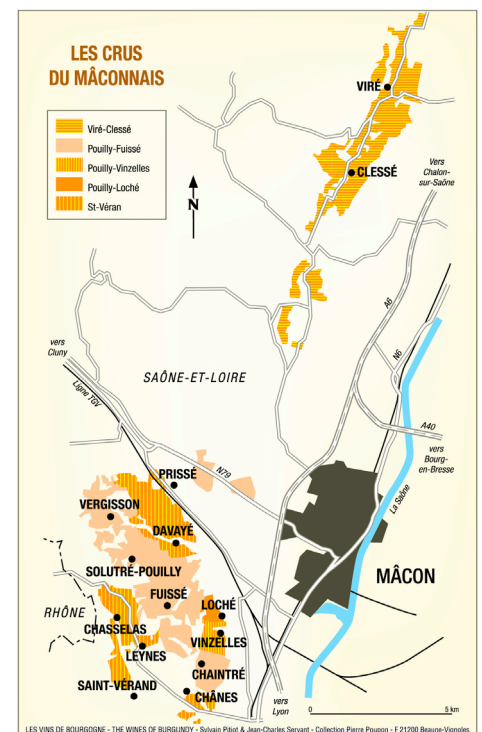 LES CRUS
DU MÂCONNAIS
Viré-Clessé
Pouilly-Fuissé
Pouilly-Vinzelles
Pouilly-Loché
St-Véran
N
VIRÉ
CLESSÉ
Vers
Chalon-
sur-Saône
A6
N6
vers
Cluny
SAÔNE-ET-LOIRE
Ligne TGV
A40
vers
Bourg-
en-Bresse
PRISSÉ
N79
VERGISSON
La Saône
DAVAYÉ
SOLUTRÉ-POUILLY
MÂCON
FUISSÉ
RHÔNE
LOCHÉ
CHASSELAS
VINZELLES
LEYNES
CHAINTRÉ
SAINT-VÉRAND
CHÂNES
vers
Lyon
0 5 km
LES VINS DE BOURGOGNE - THE WINES OF BURGUNDY - Sylvain Pitiot & Jean-Charles Servant - Collection Pierre Poupon - F 21200 Beaune-Vignoles